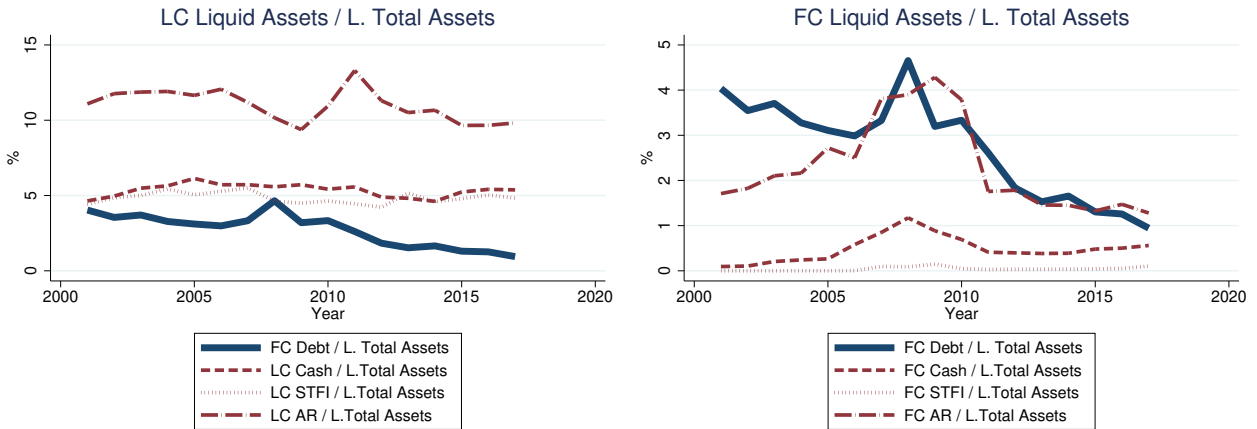 LC Liquid Assets / L. Total Assets
15
10
5
0
%
2000
2005
2010
2015
2020
Year
FC Debt / L. Total Assets
LC Cash / L.Total Assets
LC STFI / L.Total Assets
LC AR / L.Total Assets
FC Liquid Assets / L. Total Assets
5
4
3
2
1
0
%
2000
2005
2010
2015
2020
Year
FC Debt / L. Total Assets
FC Cash / L.Total Assets
FC STFI / L.Total Assets
FC AR / L.Total Assets